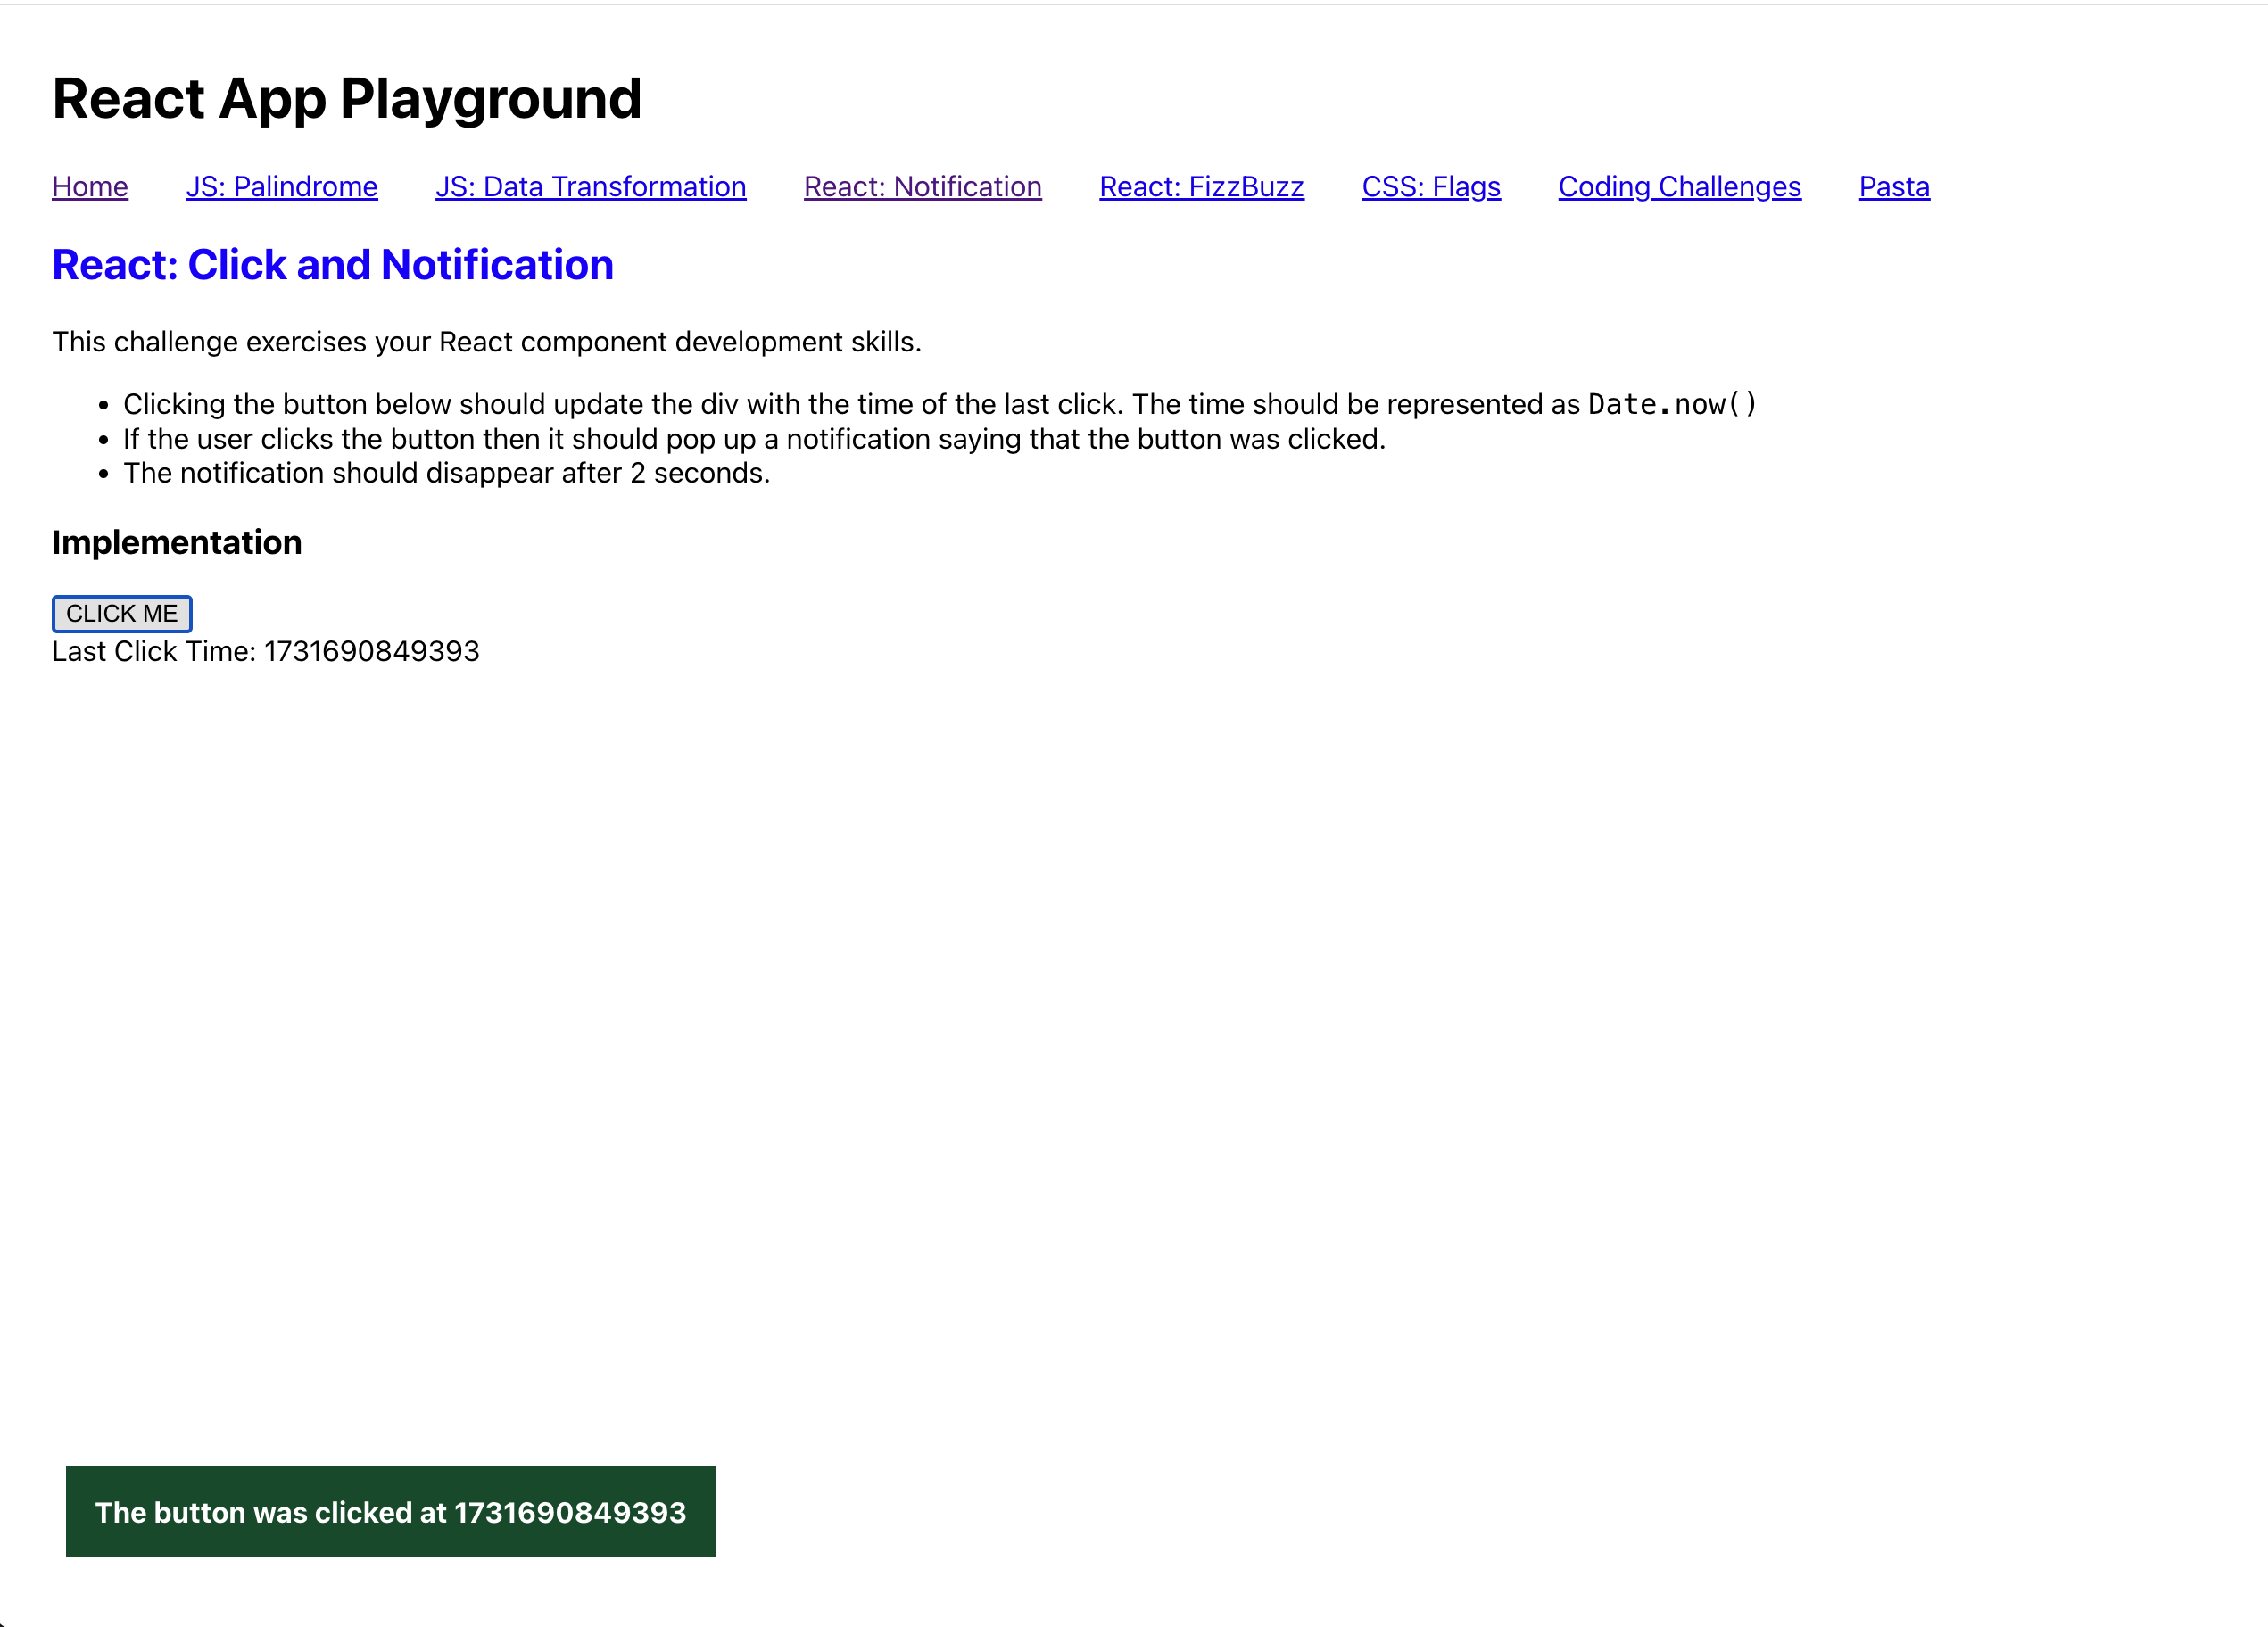 React App Playground
Home JS: Palindrome JS: Data Transformation React: Notification React: FizzBuzz CSS: Flags Coding Challenges Pasta
React: Click and Notification
This challenge exercises your React component development skills.
• Clicking the button below should update the div with the time of the last click. The time should be represented as Date.now()
• If the user clicks the button then it should pop up a notification saying that the button was clicked.
• The notification should disappear after 2 seconds.
Implementation
CLICK ME
Last Click Time: 1731690849393
The button was clicked at 1731690849393